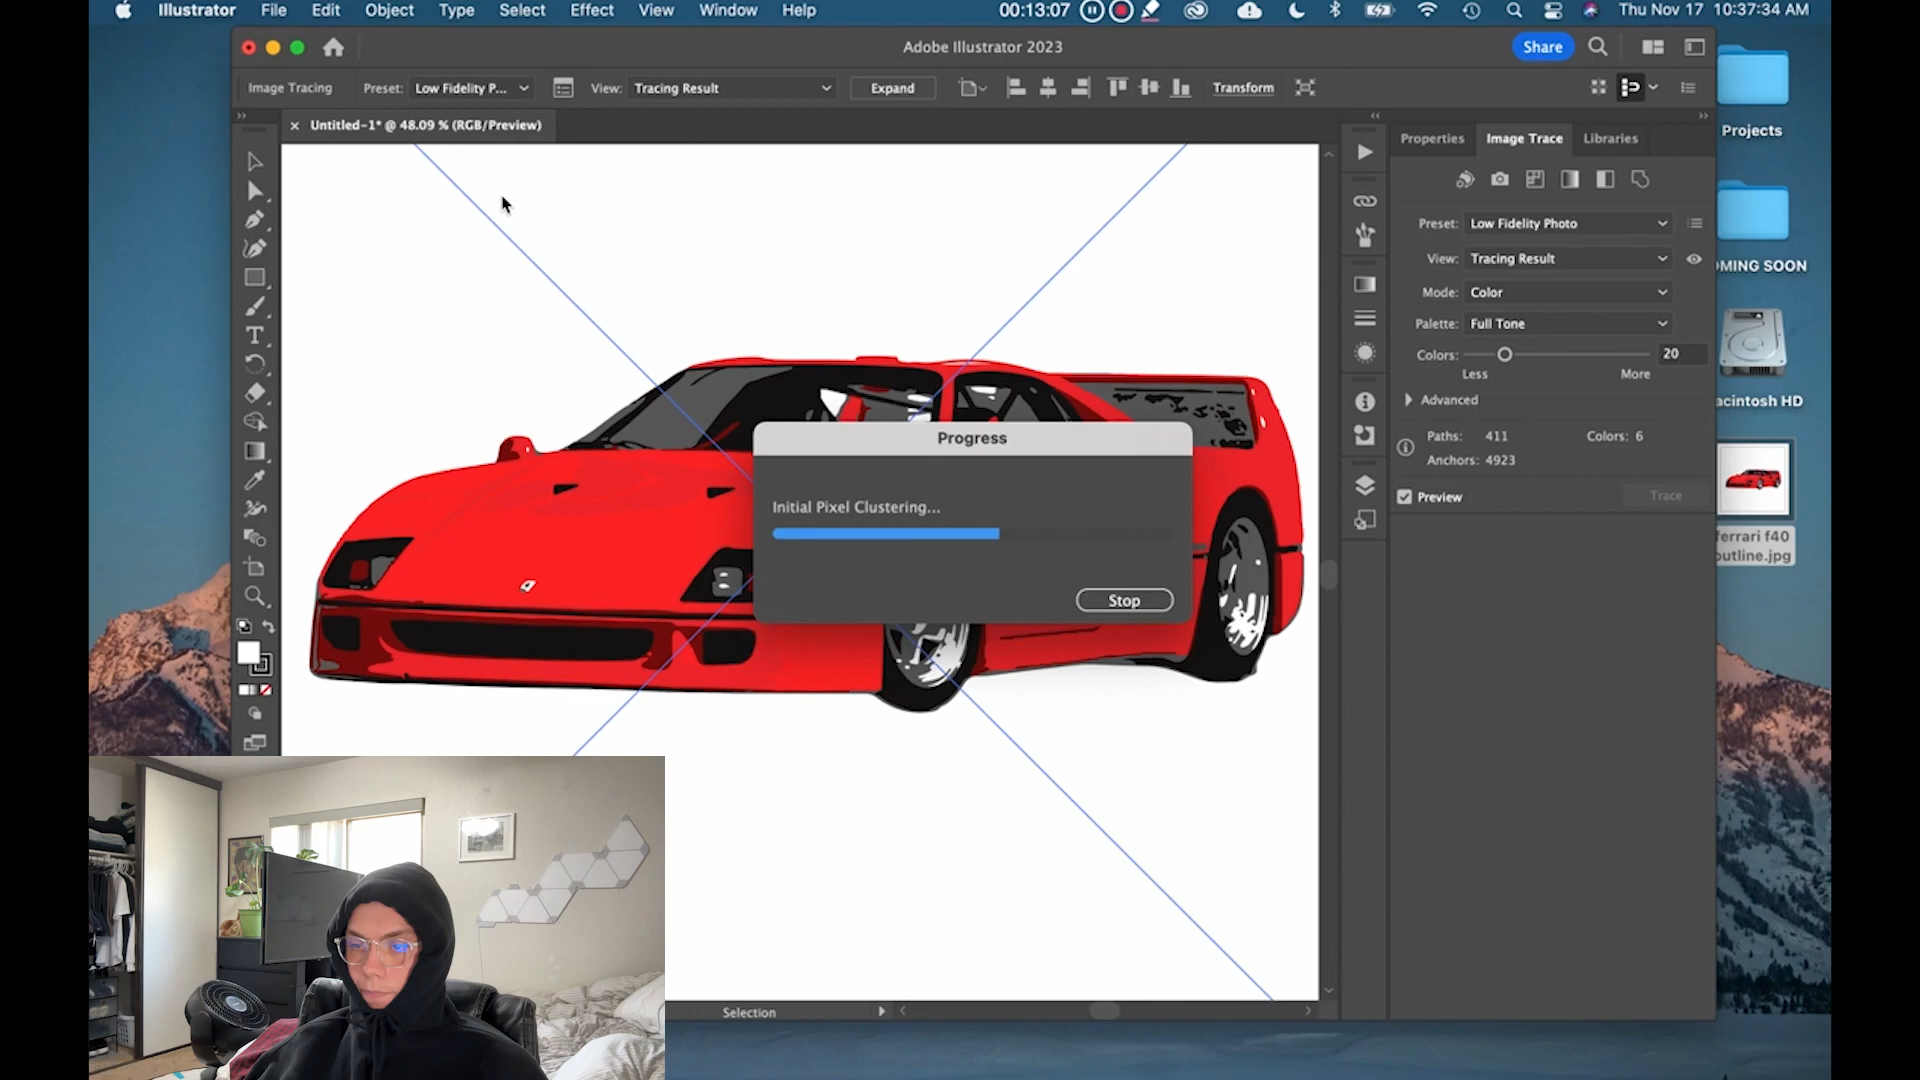 Illustrator File Edit Object Type Select Effect View Window Help 00:13:07 Thu Nov 17 10:37:34 AM
Adobe Illustrator 2023 Share
Image Tracing Preset: Low Fidelity P... View: Tracing Result Expand Transform
Untitled-1* @ 48.09 % (RGB/Preview)
Properties Image Trace Libraries
Preset: Low Fidelity Photo
View: Tracing Result
Mode: Color
Palette: Full Tone
Colors: 20
Less More
Advanced
Paths: 411 Colors: 6
Anchors: 4923
Preview Trace
Progress
Initial Pixel Clustering...
Stop
Selection
Projects
OMING SOON
acintosh HD
ferrari f40
outline.jpg